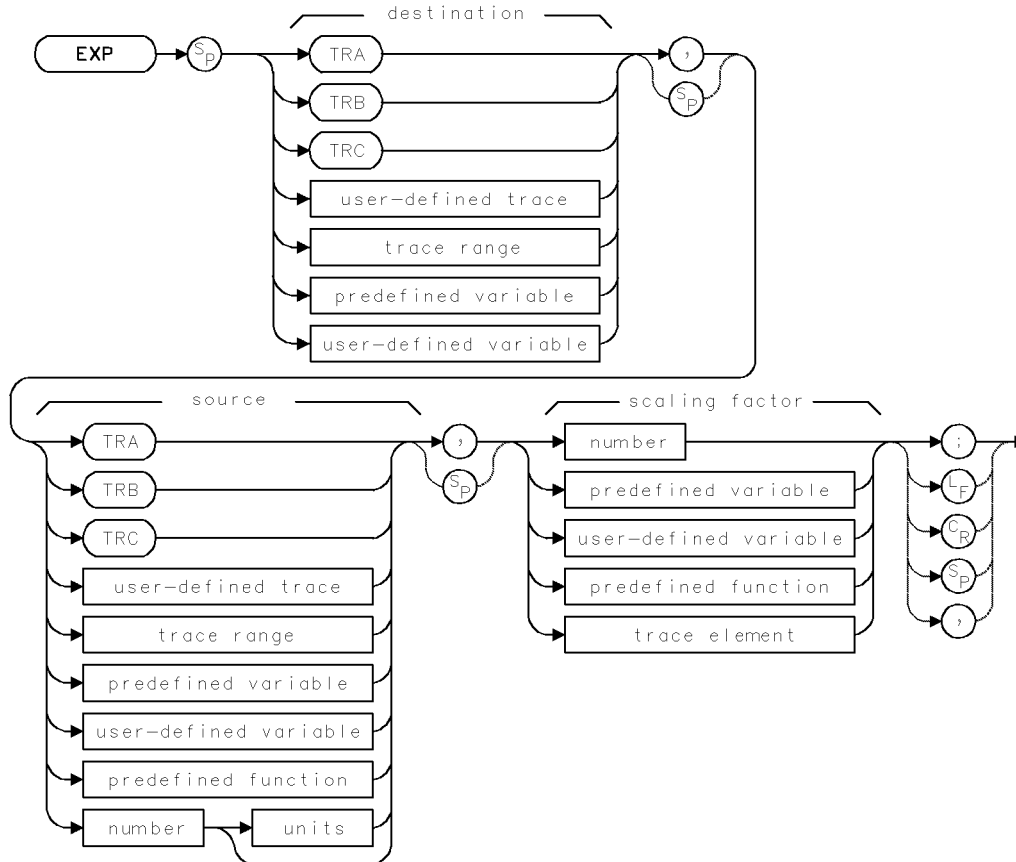 destination
EXP SP TRA ,
TRB SP
TRC
user-defined trace
trace range
predefined variable
user-defined variable
source
scaling factor
TRA , number ;
TRB SP predefined variable LF
TRC user-defined variable CR
user-defined trace predefined function SP
trace range trace element ,
predefined variable
user-defined variable
predefined function
number units